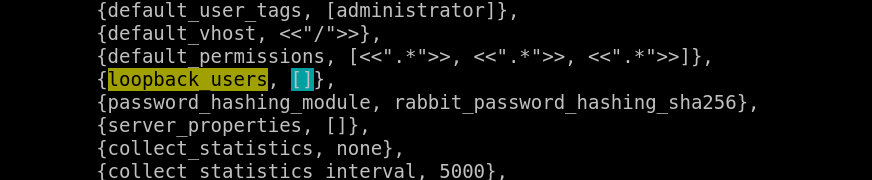 {default_user_tags, [administrator]},
{default_vhost, <<"/">>},
{default_permissions, [<<".*">>, <<".*">>, <<".*">>]},
{loopback_users, []},
{password_hashing_module, rabbit_password_hashing_sha256},
{server_properties, []},
{collect_statistics, none},
{collect_statistics_interval, 5000},